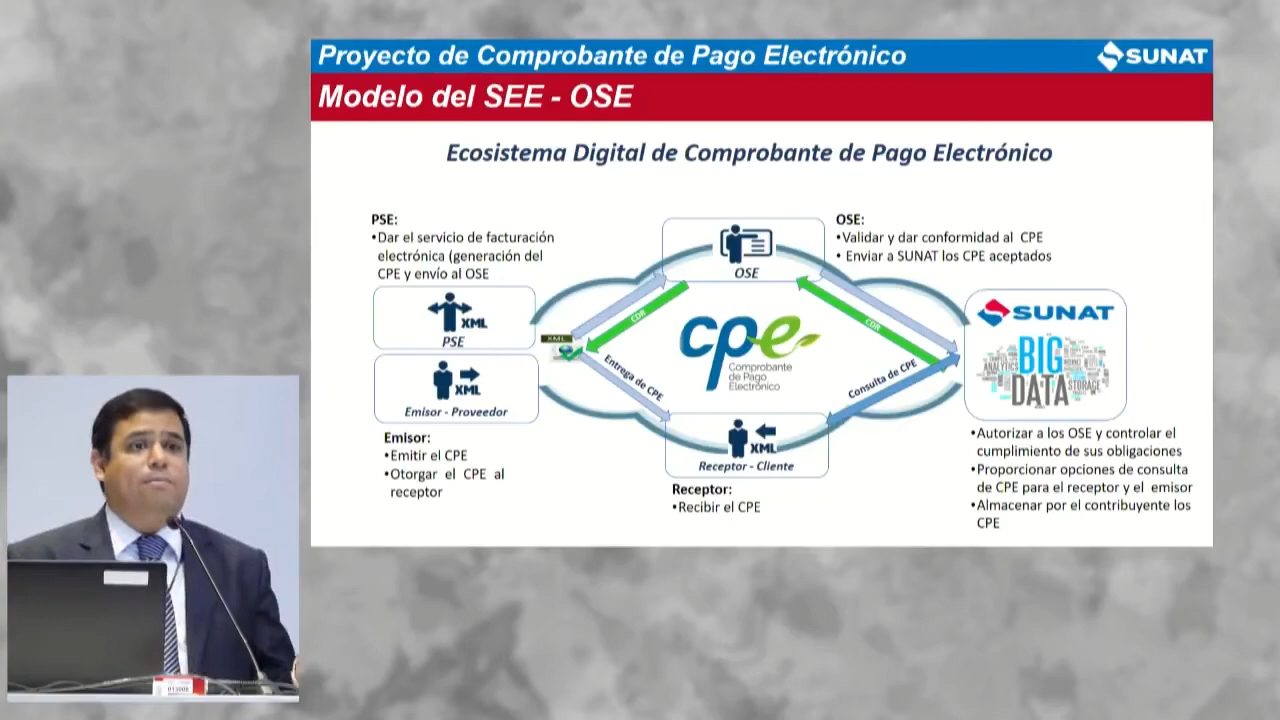 Proyecto de Comprobante de Pago Electrónico
SUNAT
Modelo del SEE - OSE
Ecosistema Digital de Comprobante de Pago Electrónico
PSE:
•Dar el servicio de facturación
electrónica (generación del
CPE y envío al OSE
OSE:
•Validar y dar conformidad al CPE
• Enviar a SUNAT los CPE aceptados
OSE
XML
PSE
XML
CDR
CDR
cpe
Comprobante
de Pago
Electrónico
SUNAT
BIG
DATA
ANALYTICS
STORAGE
Entrega de CPE
Consulta de CPE
XML
Emisor - Proveedor
XML
Receptor - Cliente
Emisor:
•Emitir el CPE
•Otorgar el CPE al
receptor
Receptor:
•Recibir el CPE
•Autorizar a los OSE y controlar el
cumplimiento de sus obligaciones
•Proporcionar opciones de consulta
de CPE para el receptor y el emisor
•Almacenar por el contribuyente los
CPE